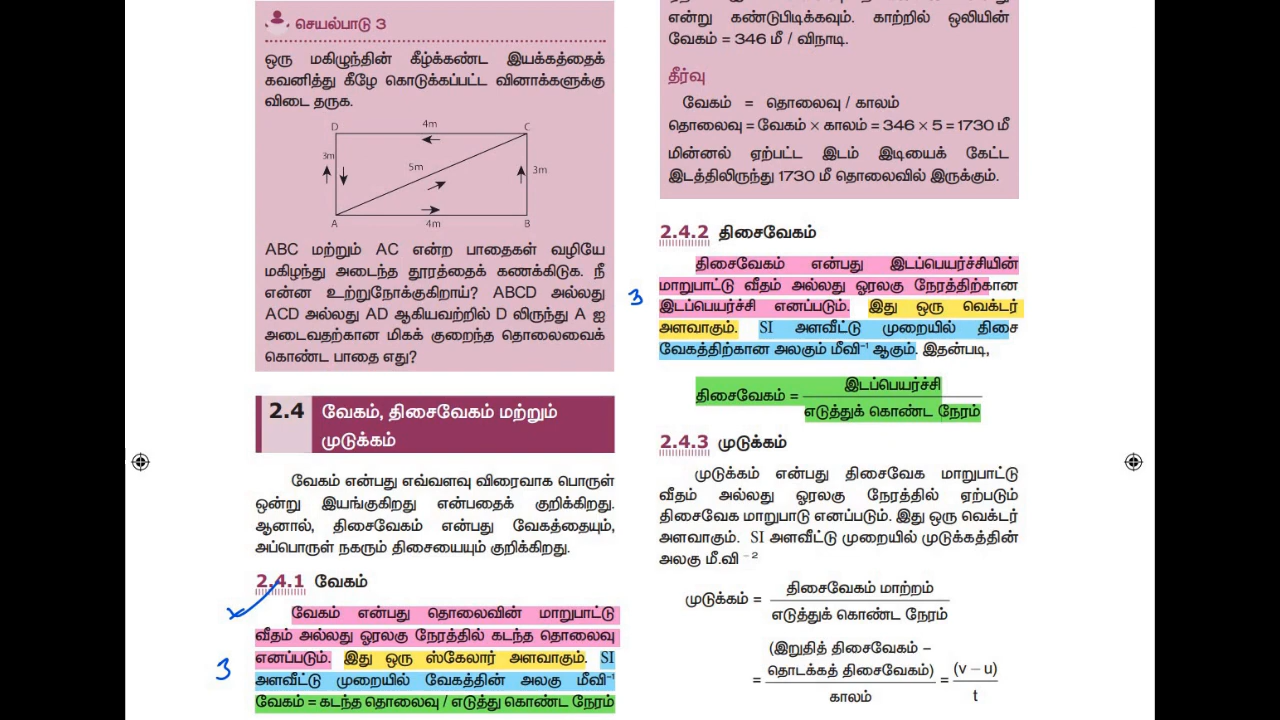 செயல்பாடு 3
ஒரு மகிழுந்தின் கீழ்க்கண்ட இயக்கத்தைக்
கவனித்து கீழே கொடுக்கப்பட்ட வினாக்களுக்கு
விடை தருக.
D 4m C
3m 5m 3m
A 4m B
ABC மற்றும் AC என்ற பாதைகள் வழியே
மகிழந்து அடைந்த தூரத்தைக் கணக்கிடுக. நீ
என்ன உற்றுநோக்குகிறாய்? ABCD அல்லது
ACD அல்லது AD ஆகியவற்றில் D லிருந்து A ஐ
அடைவதற்கான மிகக் குறைந்த தொலைவைக்
கொண்ட பாதை எது?
2.4 வேகம், திசைவேகம் மற்றும்
முடுக்கம்
வேகம் என்பது எவ்வளவு விரைவாக பொருள்
ஒன்று இயங்குகிறது என்பதைக் குறிக்கிறது.
ஆனால், திசைவேகம் என்பது வேகத்தையும்,
அப்பொருள் நகரும் திசையையும் குறிக்கிறது.
2.4.1 வேகம்
வேகம் என்பது தொலைவின் மாறுபாட்டு
வீதம் அல்லது ஓரலகு நேரத்தில் கடந்த தொலைவு
எனப்படும். இது ஒரு ஸ்கேலார் அளவாகும். SI
3 அளவீட்டு முறையில் வேகத்தின் அலகு மீவி⁻¹
வேகம் = கடந்த தொலைவு / எடுத்து கொண்ட நேரம்
என்று கண்டுபிடிக்கவும். காற்றில் ஒலியின்
வேகம் = 346 மீ / விநாடி.
தீர்வு
வேகம் = தொலைவு / காலம்
தொலைவு = வேகம் × காலம் = 346 × 5 = 1730 மீ
மின்னல் ஏற்பட்ட இடம் இடியைக் கேட்ட
இடத்திலிருந்து 1730 மீ தொலைவில் இருக்கும்.
2.4.2 திசைவேகம்
திசைவேகம் என்பது இடப்பெயர்ச்சியின்
மாறுபாட்டு வீதம் அல்லது ஓரலகு நேரத்திற்கான
3 இடப்பெயர்ச்சி எனப்படும். இது ஒரு வெக்டர்
அளவாகும். SI அளவீட்டு முறையில் திசை
வேகத்திற்கான அலகும் மீவி⁻¹ ஆகும். இதன்படி,
திசைவேகம் = இடப்பெயர்ச்சி
எடுத்துக் கொண்ட நேரம்
2.4.3 முடுக்கம்
முடுக்கம் என்பது திசைவேக மாறுபாட்டு
வீதம் அல்லது ஓரலகு நேரத்தில் ஏற்படும்
திசைவேக மாறுபாடு எனப்படும். இது ஒரு வெக்டர்
அளவாகும். SI அளவீட்டு முறையில் முடுக்கத்தின்
அலகு மீ.வி ⁻²
முடுக்கம் = திசைவேகம் மாற்றம்
எடுத்துக் கொண்ட நேரம்
(இறுதித் திசைவேகம் –
= தொடக்கத் திசைவேகம்) = (v – u)
காலம் t